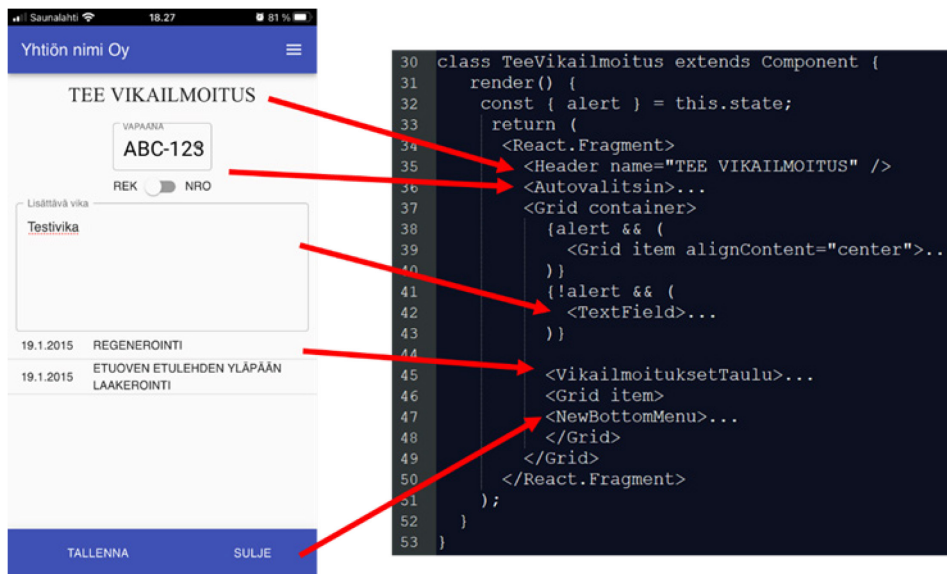 Saunalahti 18.27 81 %
Yhtiön nimi Oy
TEE VIKAILMOITUS
VAPAANA
ABC-123
REK NRO
Lisättävä vika
Testivika
19.1.2015 REGENEROINTI
19.1.2015 ETUOVEN ETULEHDEN YLÄPÄÄN
LAAKEROINTI
TALLENNA SULJE
30 class TeeVikailmoitus extends Component {
31 render() {
32 const { alert } = this.state;
33 return (
34 <React.Fragment>
35 <Header name="TEE VIKAILMOITUS" />
36 <Autovalitsin>...
37 <Grid container>
38 {alert && (
39 <Grid item alignContent="center">...
40 )}
41 {!alert && (
42 <TextField>...
43 )}
44
45 <VikailmoituksetTaulu>...
46 <Grid item>
47 <NewBottomMenu>...
48 </Grid>
49 </Grid>
50 </React.Fragment>
51 );
52 }
53 }